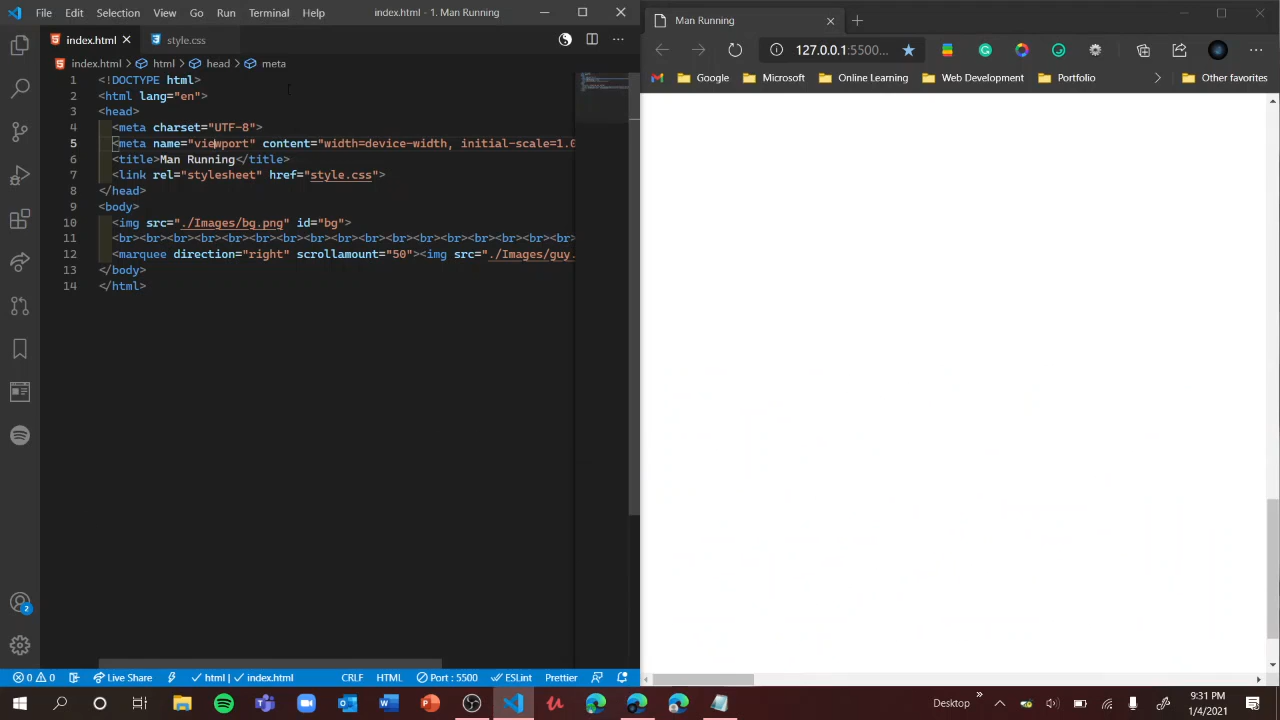 File Edit Selection View Go Run Terminal Help index.html - 1. Man Running
index.html style.css
index.html > html > head > meta
1 <!DOCTYPE html>
2 <html lang="en">
3 <head>
4 <meta charset="UTF-8">
5 <meta name="viewport" content="width=device-width, initial-scale=1.0
6 <title>Man Running</title>
7 <link rel="stylesheet" href="style.css">
8 </head>
9 <body>
10 <img src="./Images/bg.png" id="bg">
11 <br><br><br><br><br><br><br><br><br><br><br><br><br><br><br><br><br>
12 <marquee direction="right" scrollamount="50"><img src="./Images/guy.
13 </body>
14 </html>
2
0 0 Live Share html | index.html CRLF HTML Port : 5500 ESLint Prettier
Man Running
127.0.0.1:5500...
Google Microsoft Online Learning Web Development Portfolio Other favorites
Desktop
9:31 PM
1/4/2021